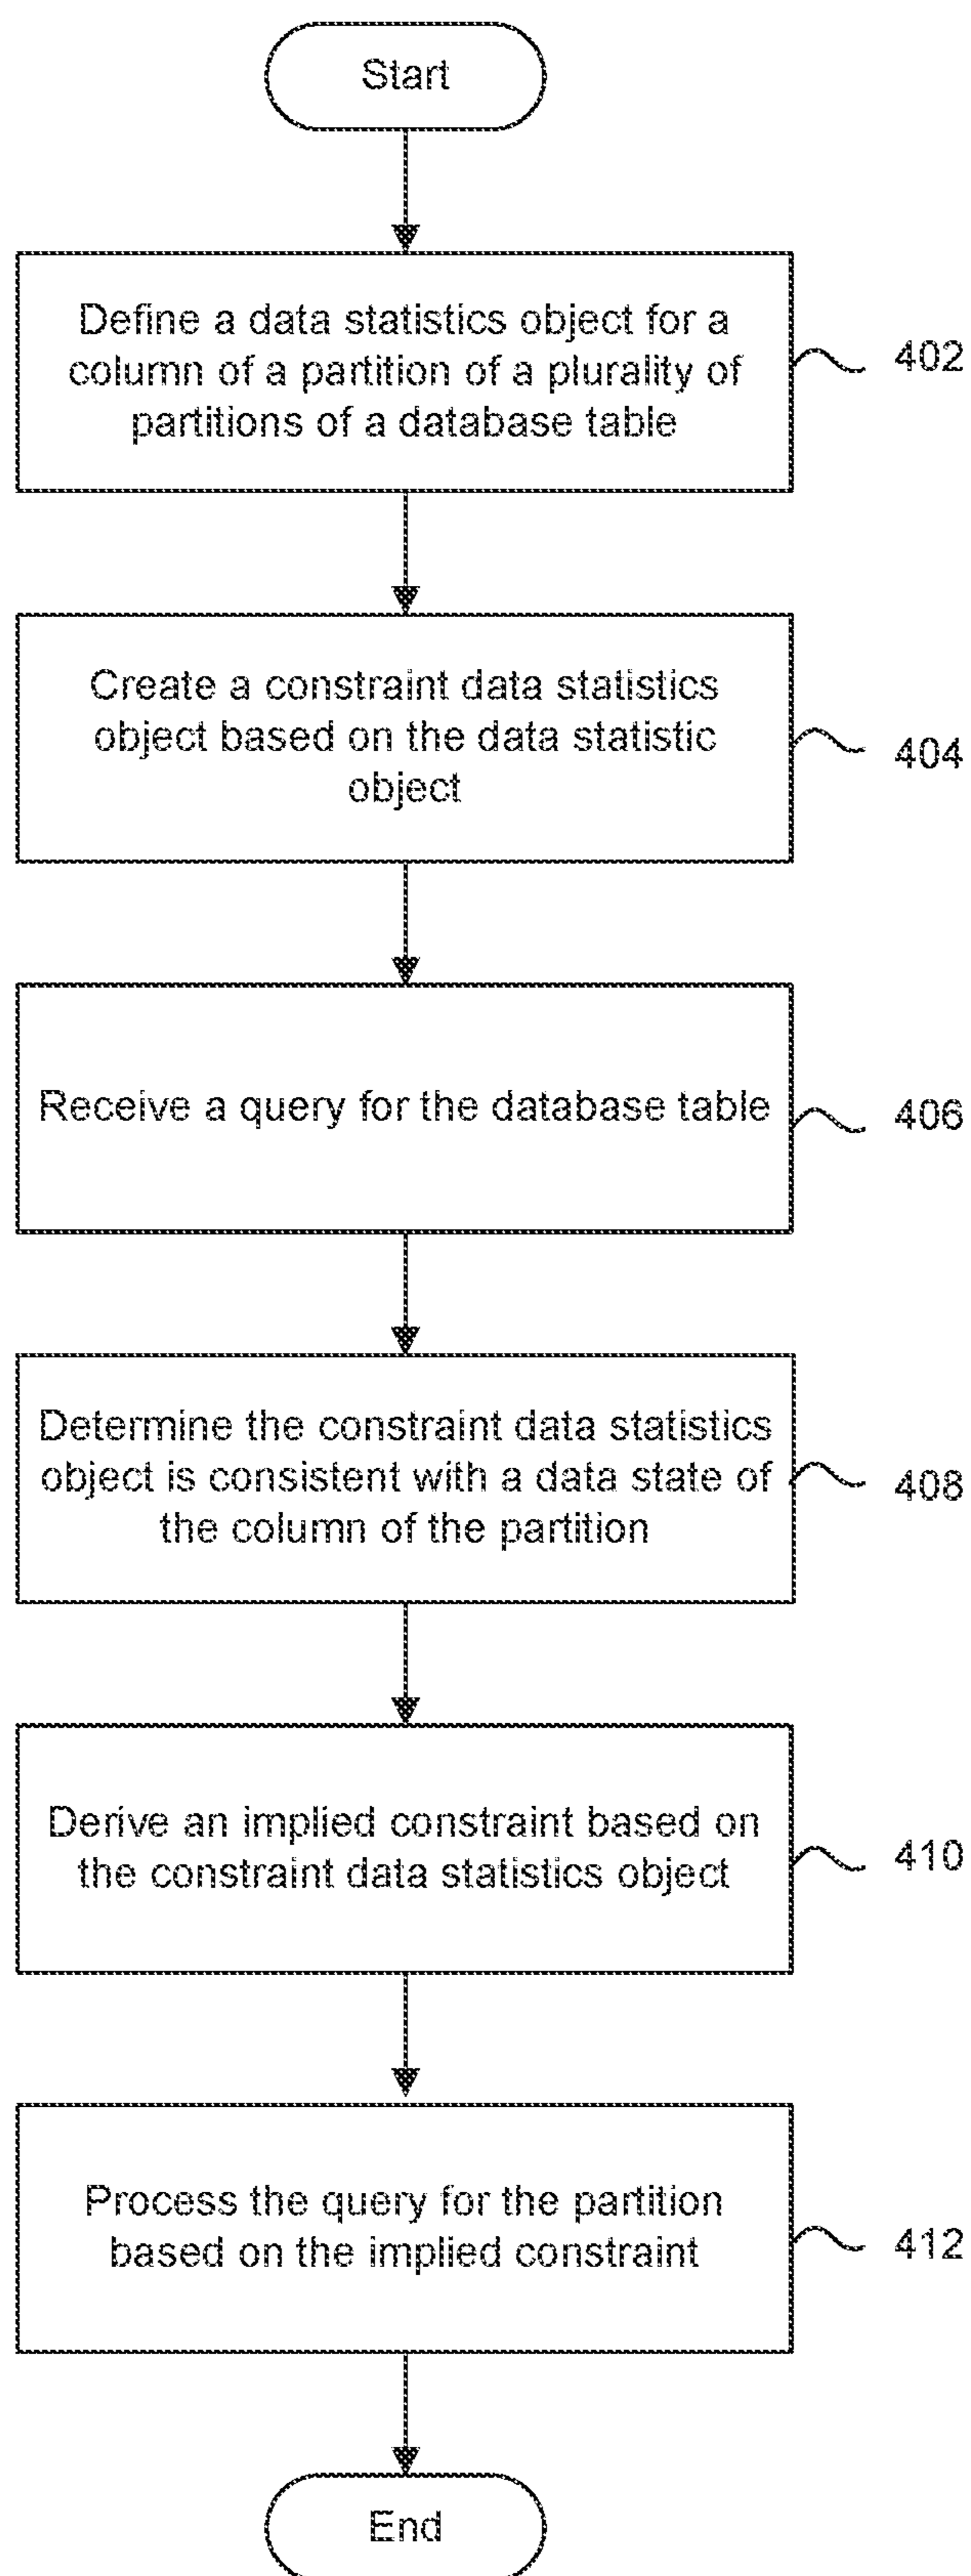 Start
Define a data statistics object for a
column of a partition of a plurality of
partitions of a database table
402
Create a constraint data statistics
object based on the data statistic
object
404
Receive a query for the database table
406
Determine the constraint data statistics
object is consistent with a data state of
the column of the partition
408
Derive an implied constraint based on
the constraint data statistics object
410
Process the query for the partition
based on the implied constraint
412
End